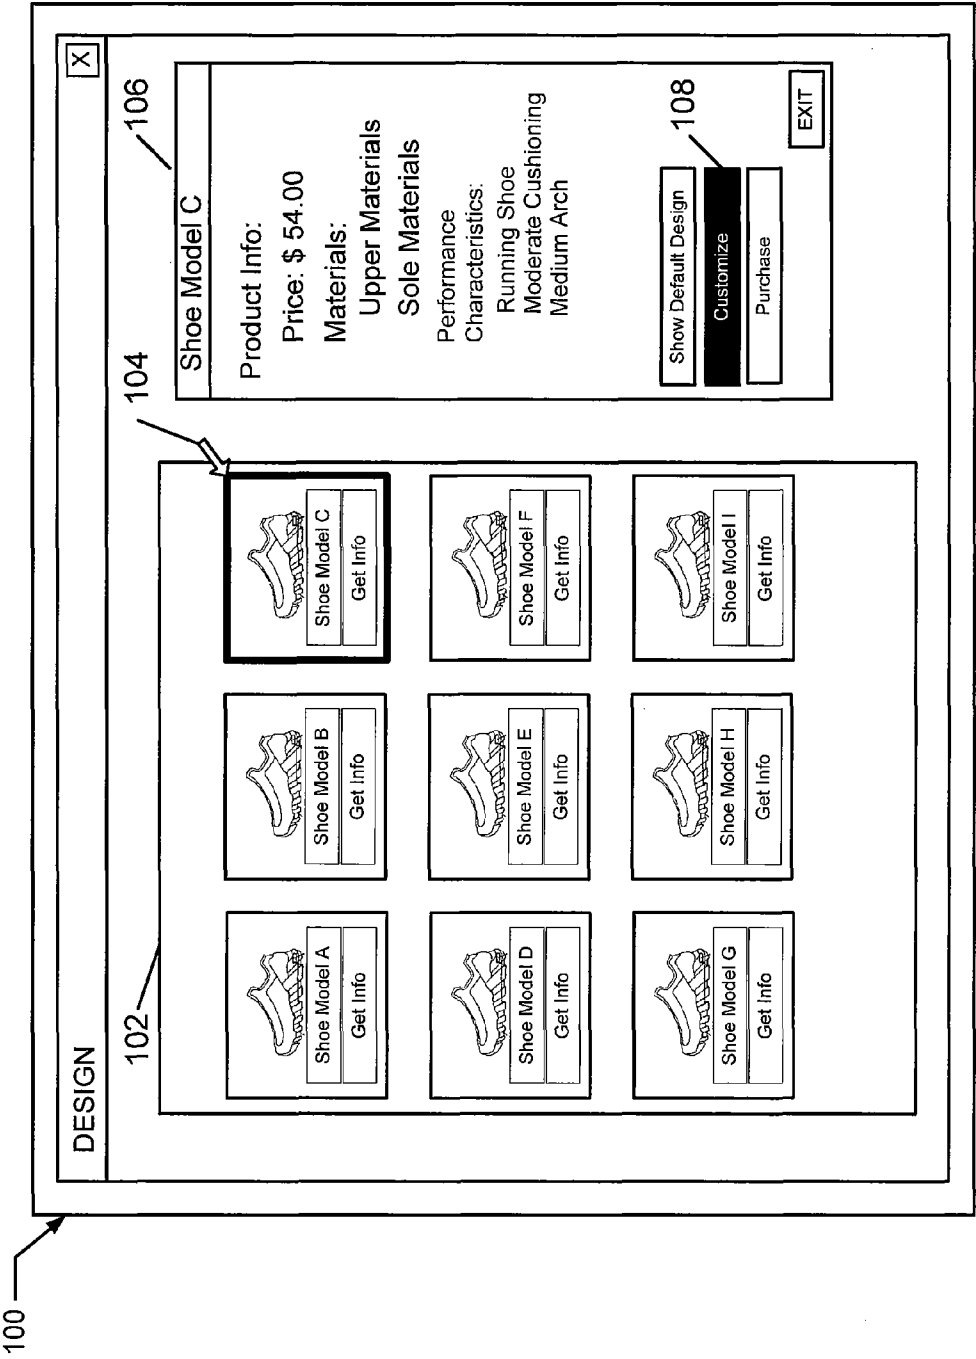 100
DESIGN
X
102
104
106
Shoe Model A
Get Info
Shoe Model B
Get Info
Shoe Model C
Get Info
Shoe Model D
Get Info
Shoe Model E
Get Info
Shoe Model F
Get Info
Shoe Model G
Get Info
Shoe Model H
Get Info
Shoe Model I
Get Info
Shoe Model C
Product Info:
Price: $ 54.00
Materials:
Upper Materials
Sole Materials
Performance
Characteristics:
Running Shoe
Moderate Cushioning
Medium Arch
108
Show Default Design
Customize
Purchase
EXIT